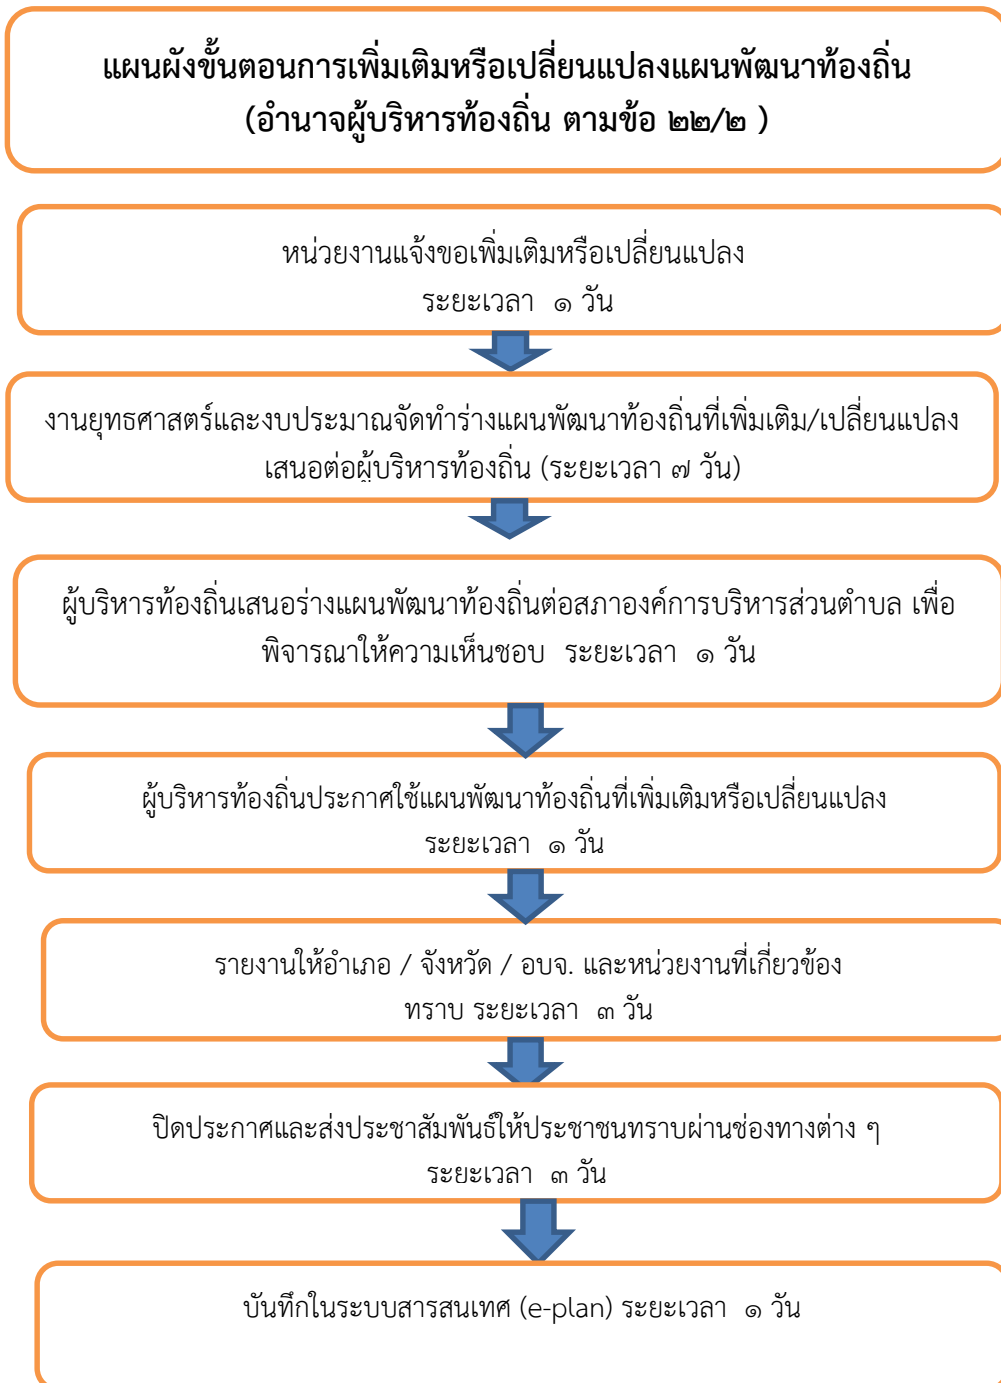 แผนผังขั้นตอนการเพิ่มเติมหรือเปลี่ยนแปลงแผนพัฒนาท้องถิ่น
(อำนาจผู้บริหารท้องถิ่น ตามข้อ ๒๒/๒ )
หน่วยงานแจ้งขอเพิ่มเติมหรือเปลี่ยนแปลง
ระยะเวลา ๑ วัน
งานยุทธศาสตร์และงบประมาณจัดทำร่างแผนพัฒนาท้องถิ่นที่เพิ่มเติม/เปลี่ยนแปลง
เสนอต่อผู้บริหารท้องถิ่น (ระยะเวลา ๗ วัน)
ผู้บริหารท้องถิ่นเสนอร่างแผนพัฒนาท้องถิ่นต่อสภาองค์การบริหารส่วนตำบล เพื่อ
พิจารณาให้ความเห็นชอบ ระยะเวลา ๑ วัน
ผู้บริหารท้องถิ่นประกาศใช้แผนพัฒนาท้องถิ่นที่เพิ่มเติมหรือเปลี่ยนแปลง
ระยะเวลา ๑ วัน
รายงานให้อำเภอ / จังหวัด / อบจ. และหน่วยงานที่เกี่ยวข้อง
ทราบ ระยะเวลา ๓ วัน
ปิดประกาศและส่งประชาสัมพันธ์ให้ประชาชนทราบผ่านช่องทางต่าง ๆ
ระยะเวลา ๓ วัน
บันทึกในระบบสารสนเทศ (e-plan) ระยะเวลา ๑ วัน